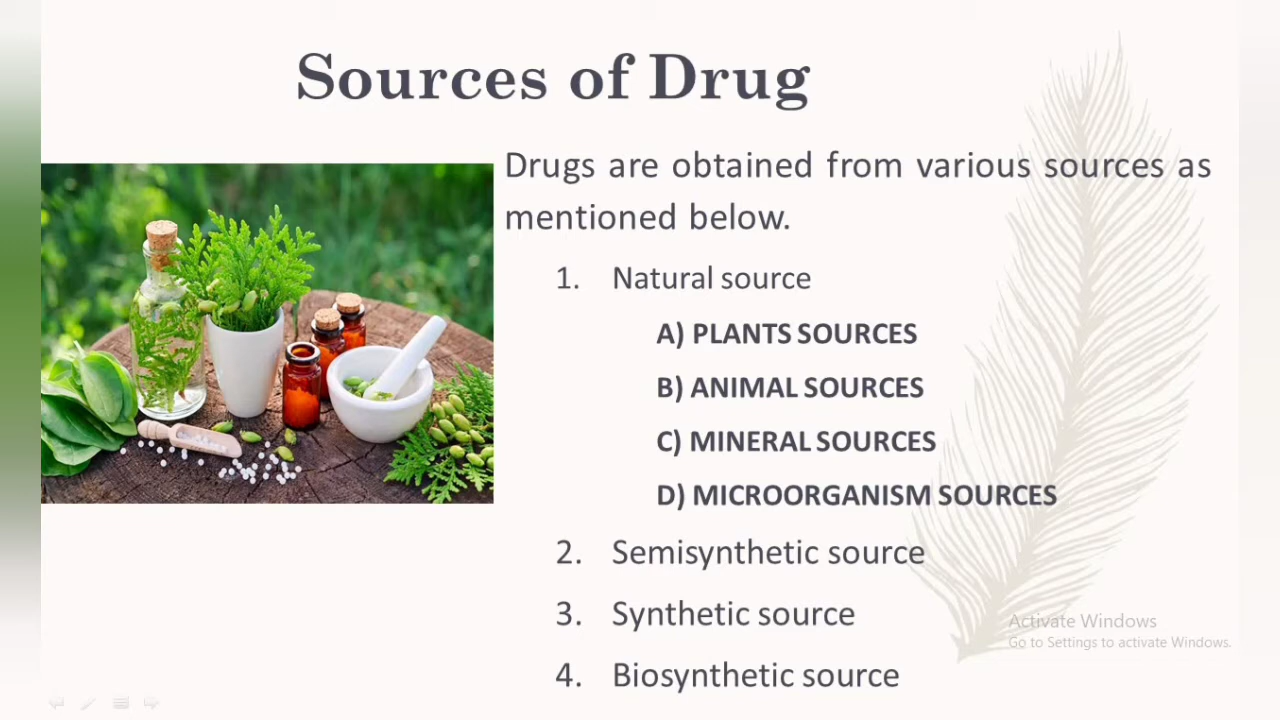 Sources of Drug
Drugs are obtained from various sources as
mentioned below.
1. Natural source
A) PLANTS SOURCES
B) ANIMAL SOURCES
C) MINERAL SOURCES
D) MICROORGANISM SOURCES
2. Semisynthetic source
3. Synthetic source
4. Biosynthetic source
Activate Windows
Go to Settings to activate Windows.